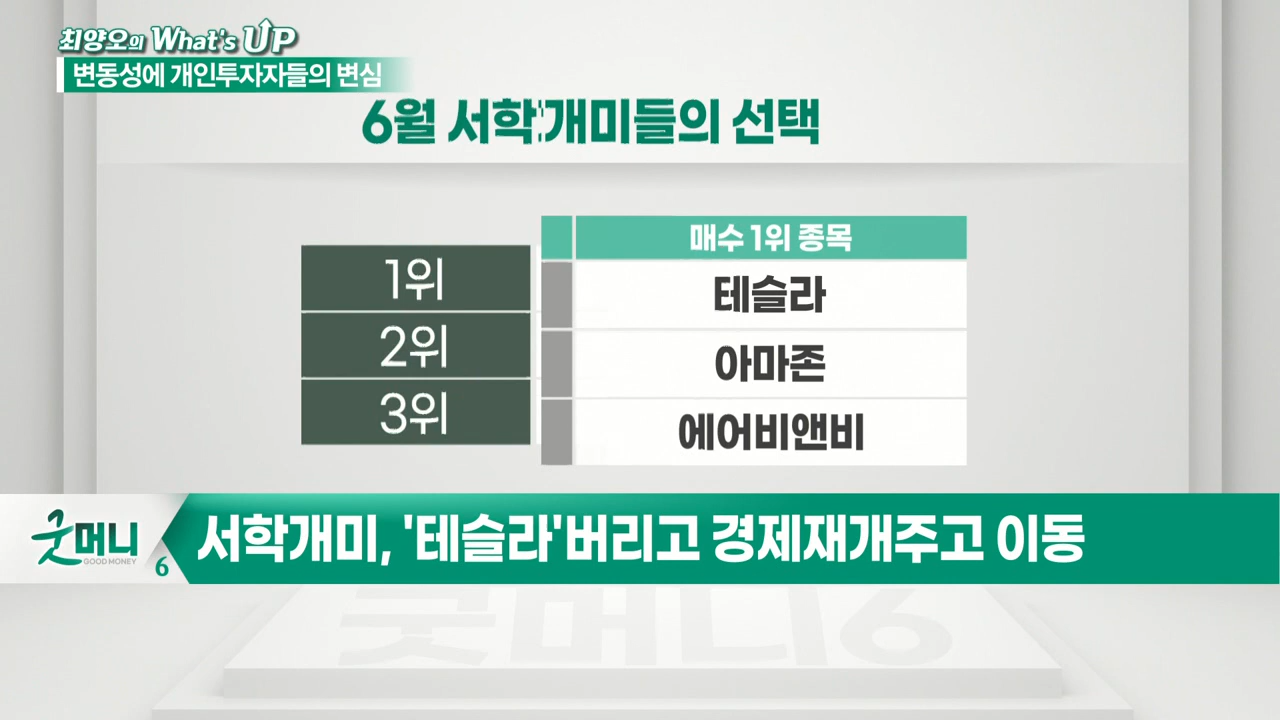 최양오의 What's UP
변동성에 개인투자자들의 변심
6월 서학개미들의 선택
매수 1위 종목
1위
테슬라
2위
아마존
3위
에어비앤비
굿머니
GOOD MONEY
6
서학개미, '테슬라'버리고 경제재개주고 이동
굿머니6